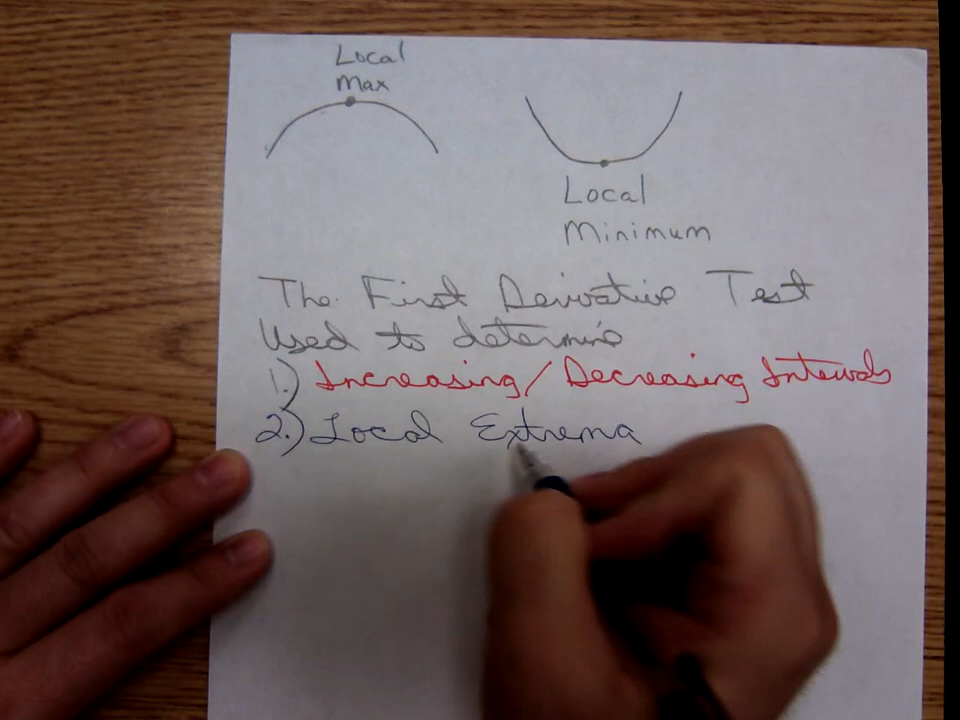 Local
Max
Local
Minimum
The First Derivative Test
Used to determine
1.) Increasing/Decreasing Intervals
2.) Local Extrema